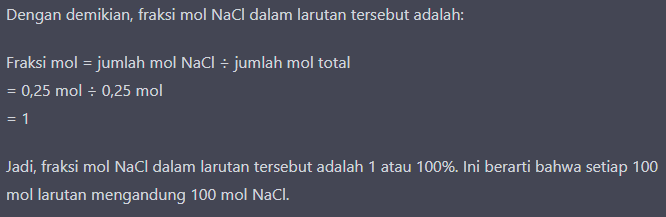 Dengan demikian, fraksi mol NaCl dalam larutan tersebut adalah:
Fraksi mol = jumlah mol NaCl ÷ jumlah mol total
= 0,25 mol ÷ 0,25 mol
= 1
Jadi, fraksi mol NaCl dalam larutan tersebut adalah 1 atau 100%. Ini berarti bahwa setiap 100
mol larutan mengandung 100 mol NaCl.